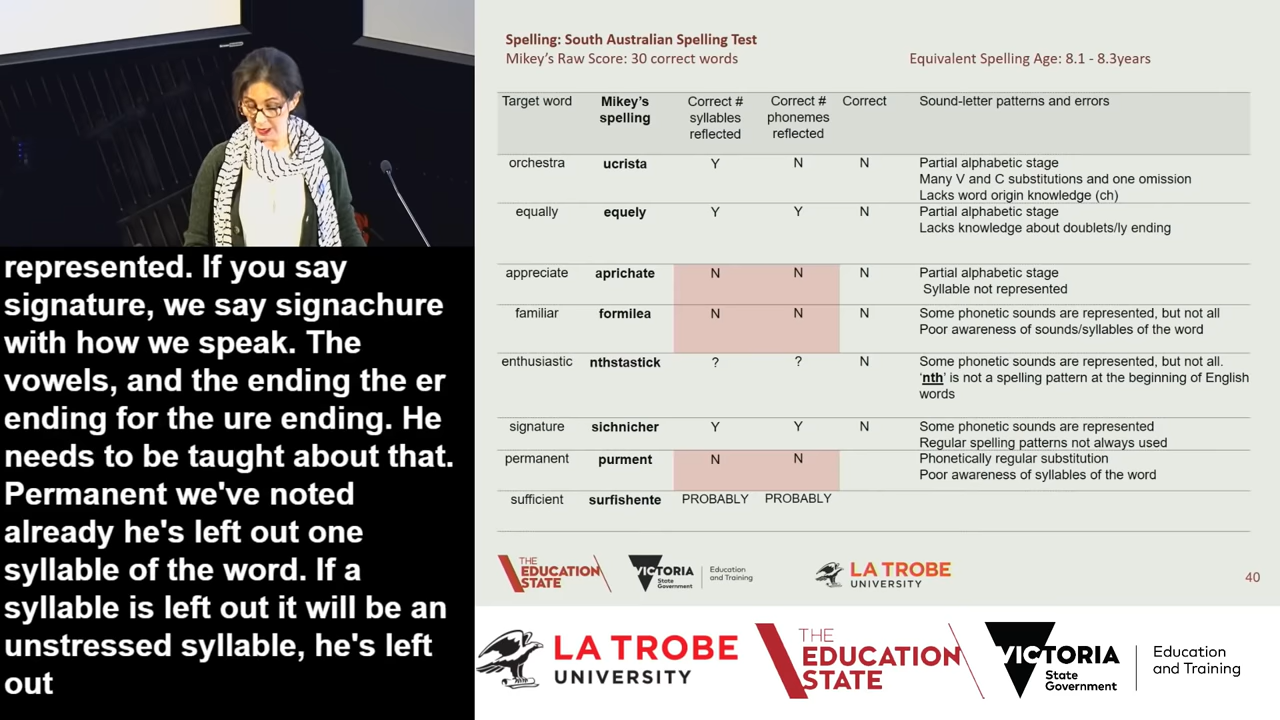 represented. If you say
signature, we say signachure
with how we speak. The
vowels, and the ending the er
ending for the ure ending. He
needs to be taught about that.
Permanent we've noted
already he's left out one
syllable of the word. If a
syllable is left out it will be an
unstressed syllable, he's left
out
Spelling: South Australian Spelling Test
Mikey's Raw Score: 30 correct words
Equivalent Spelling Age: 8.1 - 8.3years
Target word
Mikey's
spelling
Correct #
syllables
reflected
Correct #
phonemes
reflected
Correct
Sound-letter patterns and errors
orchestra ucrista Y N N Partial alphabetic stage
Many V and C substitutions and one omission
Lacks word origin knowledge (ch)
equally equely Y Y N Partial alphabetic stage
Lacks knowledge about doublets/ly ending
appreciate aprichate N N N Partial alphabetic stage
Syllable not represented
familiar formilea N N N Some phonetic sounds are represented, but not all
Poor awareness of sounds/syllables of the word
enthusiastic nthstastick ? ? N Some phonetic sounds are represented, but not all.
'nth' is not a spelling pattern at the beginning of English
words
signature sichnicher Y Y N Some phonetic sounds are represented
Regular spelling patterns not always used
permanent purment N N Phonetically regular substitution
Poor awareness of syllables of the word
sufficient surfishente PROBABLY PROBABLY
THE
EDUCATION
STATE
VICTORIA
State
Government
Education
and Training
LA TROBE
UNIVERSITY
40
LA TROBE
UNIVERSITY
THE
EDUCATION
STATE
VICTORIA
State
Government
Education
and Training